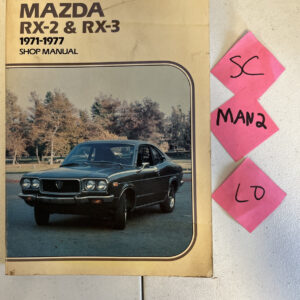 MAZDA
RX-2 & RX-3
1971-1977
SHOP MANUAL
SC
MAN2
LO